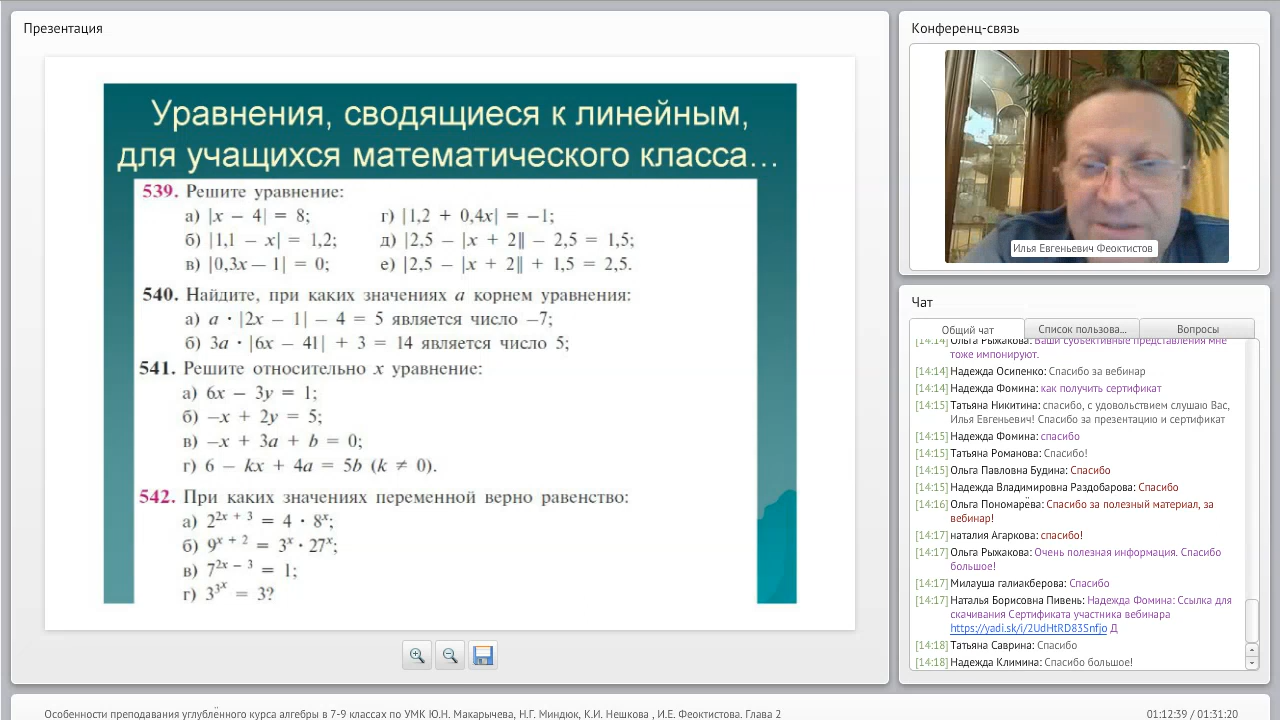 Презентация
Уравнения, сводящиеся к линейным,
для учащихся математического класса...
539. Решите уравнение:
а) |x − 4| = 8; г) |1,2 + 0,4x| = −1;
б) |1,1 − x| = 1,2; д) |2,5 − |x + 2|| − 2,5 = 1,5;
в) |0,3x − 1| = 0; е) |2,5 − |x + 2|| + 1,5 = 2,5.
540. Найдите, при каких значениях a корнем уравнения:
а) a · |2x − 1| − 4 = 5 является число −7;
б) 3a · |6x − 41| + 3 = 14 является число 5;
541. Решите относительно x уравнение:
а) 6x − 3y = 1;
б) −x + 2y = 5;
в) −x + 3a + b = 0;
г) 6 − kx + 4a = 5b (k ≠ 0).
542. При каких значениях переменной верно равенство:
а) 2^{2x + 3} = 4 · 8^x;
б) 9^{x + 2} = 3^x · 27^x;
в) 7^{2x − 3} = 1;
г) 3^{3^x} = 3?
Конференц-связь
Илья Евгеньевич Феоктистов
Чат
Общий чат Список пользова... Вопросы
[14:14] Ольга Рыжакова: Ваши субъективные представления мне
тоже импонируют.
[14:14] Надежда Осипенко: Спасибо за вебинар
[14:14] Надежда Фомина: как получить сертификат
[14:15] Татьяна Никитина: спасибо, с удовольствием слушаю Вас,
Илья Евгеньевич! Спасибо за презентацию и сертификат
[14:15] Надежда Фомина: спасибо
[14:15] Татьяна Романова: Спасибо!
[14:15] Ольга Павловна Будина: Спасибо
[14:15] Надежда Владимировна Раздобарова: Спасибо
[14:16] Ольга Пономарёва: Спасибо за полезный материал, за
вебинар!
[14:17] наталия Агаркова: спасибо!
[14:17] Ольга Рыжакова: Очень полезная информация. Спасибо
большое!
[14:17] Милауша галиакберова: Спасибо
[14:17] Наталья Борисовна Пивень: Надежда Фомина: Ссылка для
скачивания Сертификата участника вебинара
https://yadi.sk/i/2UdHtRD83Snfjo Д
[14:18] Татьяна Саврина: Спасибо
[14:18] Надежда Климина: Спасибо большое!
Особенности преподавания углублённого курса алгебры в 7-9 классах по УМК Ю.Н. Макарычева, Н.Г. Миндюк, К.И. Нешкова , И.Е. Феоктистова. Глава 2
01:12:39 / 01:31:20